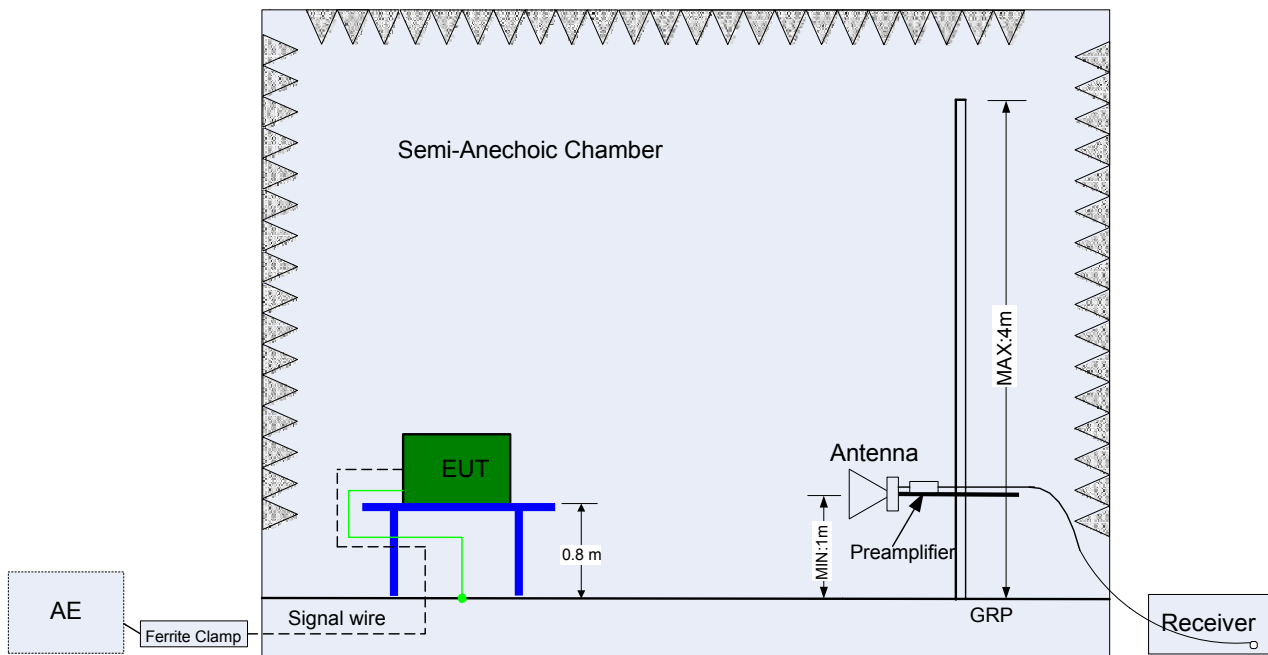 Semi-Anechoic Chamber
MAX:4m
EUT
Antenna
0.8 m
MIN:1m
Preamplifier
AE
Ferrite Clamp
Signal wire
GRP
Receiver